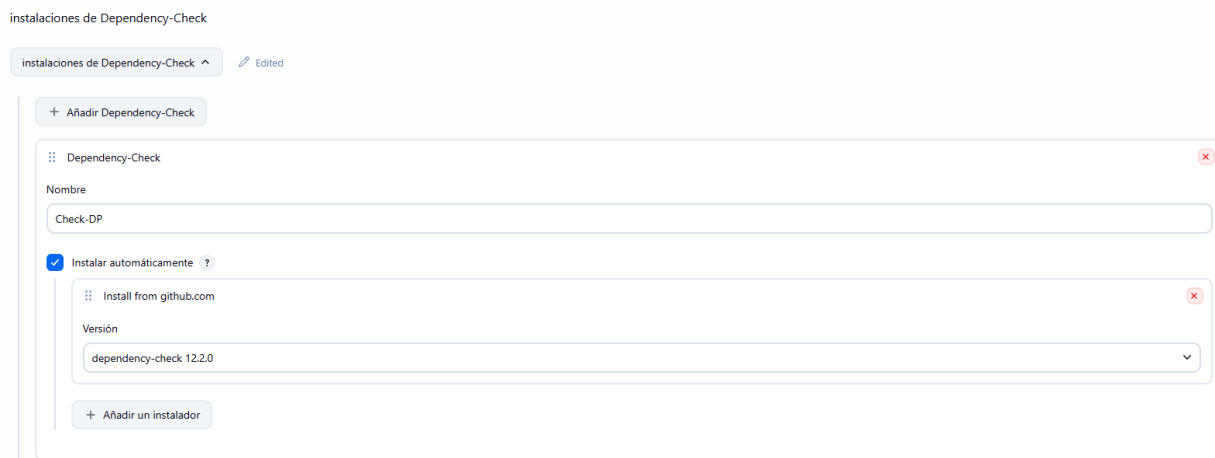 instalaciones de Dependency-Check
instalaciones de Dependency-Check
Edited
+ Añadir Dependency-Check
Dependency-Check
Nombre
Check-DP
Instalar automáticamente ?
Install from github.com
Versión
dependency-check 12.2.0
+ Añadir un instalador